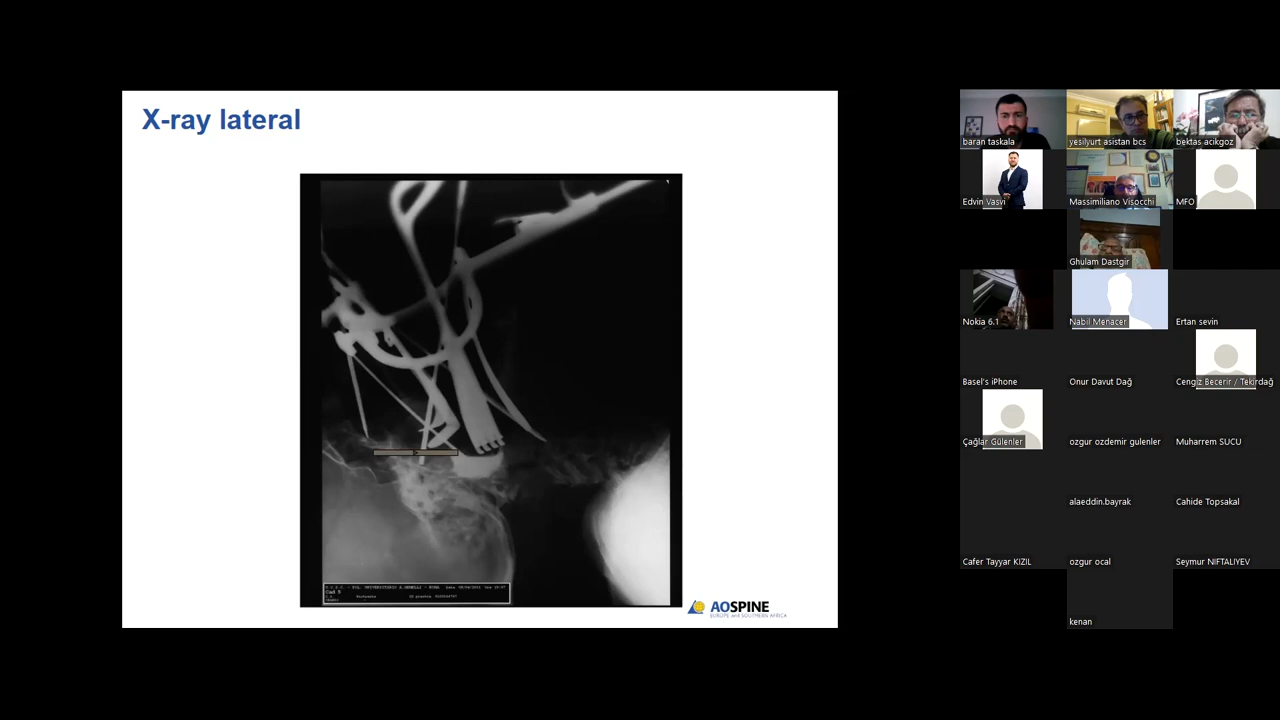 X-ray lateral
AOSPINE
EUROPE and SOUTHERN AFRICA
baran taskala
yesilyurt asistan bcs
bektas acikgoz
Edvin Vasvi
Massimiliano Visocchi
MFO
Ghulam Dastgir
Nokia 6.1
Nabil Menacer
Ertan sevin
Basel's iPhone
Onur Davut Dağ
Cengiz Becerir / Tekirdağ
Çağlar Gülenler
ozgur ozdemir gulenler
Muharrem SUCU
alaeddin.bayrak
Cahide Topsakal
Cafer Tayyar KIZIL
ozgur ocal
Seymur NIFTALIYEV
kenan